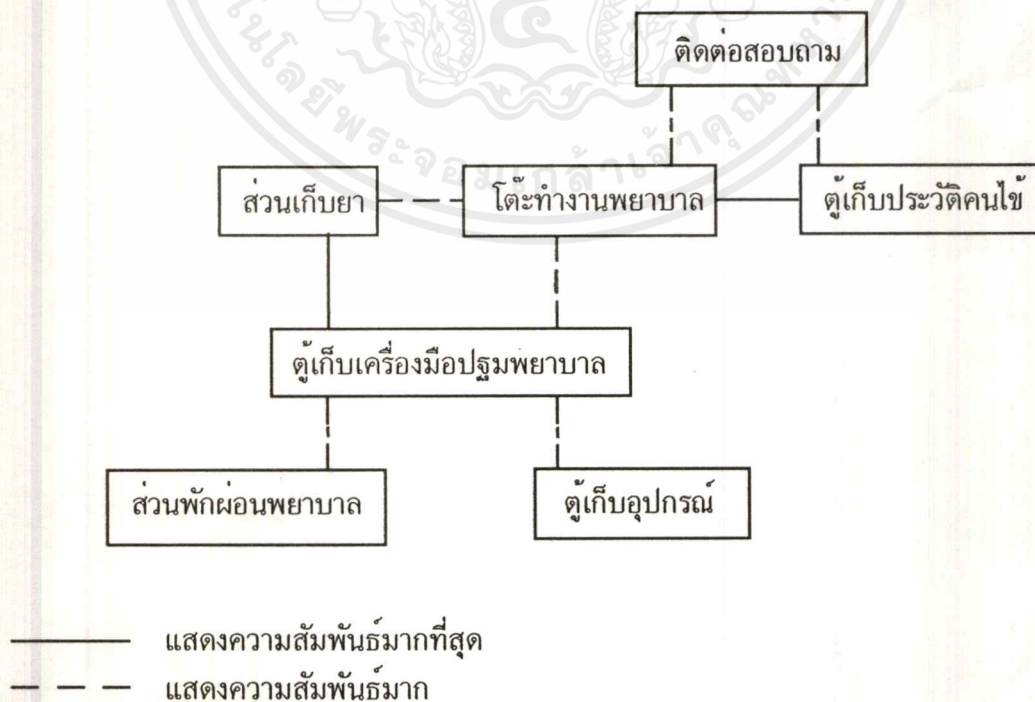 ติดต่อสอบถาม
ส่วนเก็บยา
โต๊ะทำงานพยาบาล
ตู้เก็บประวัติคนไข้
ตู้เก็บเครื่องมือปฐมพยาบาล
ส่วนพักผ่อนพยาบาล
ตู้เก็บอุปกรณ์
แสดงความสัมพันธ์มากที่สุด
แสดงความสัมพันธ์มาก